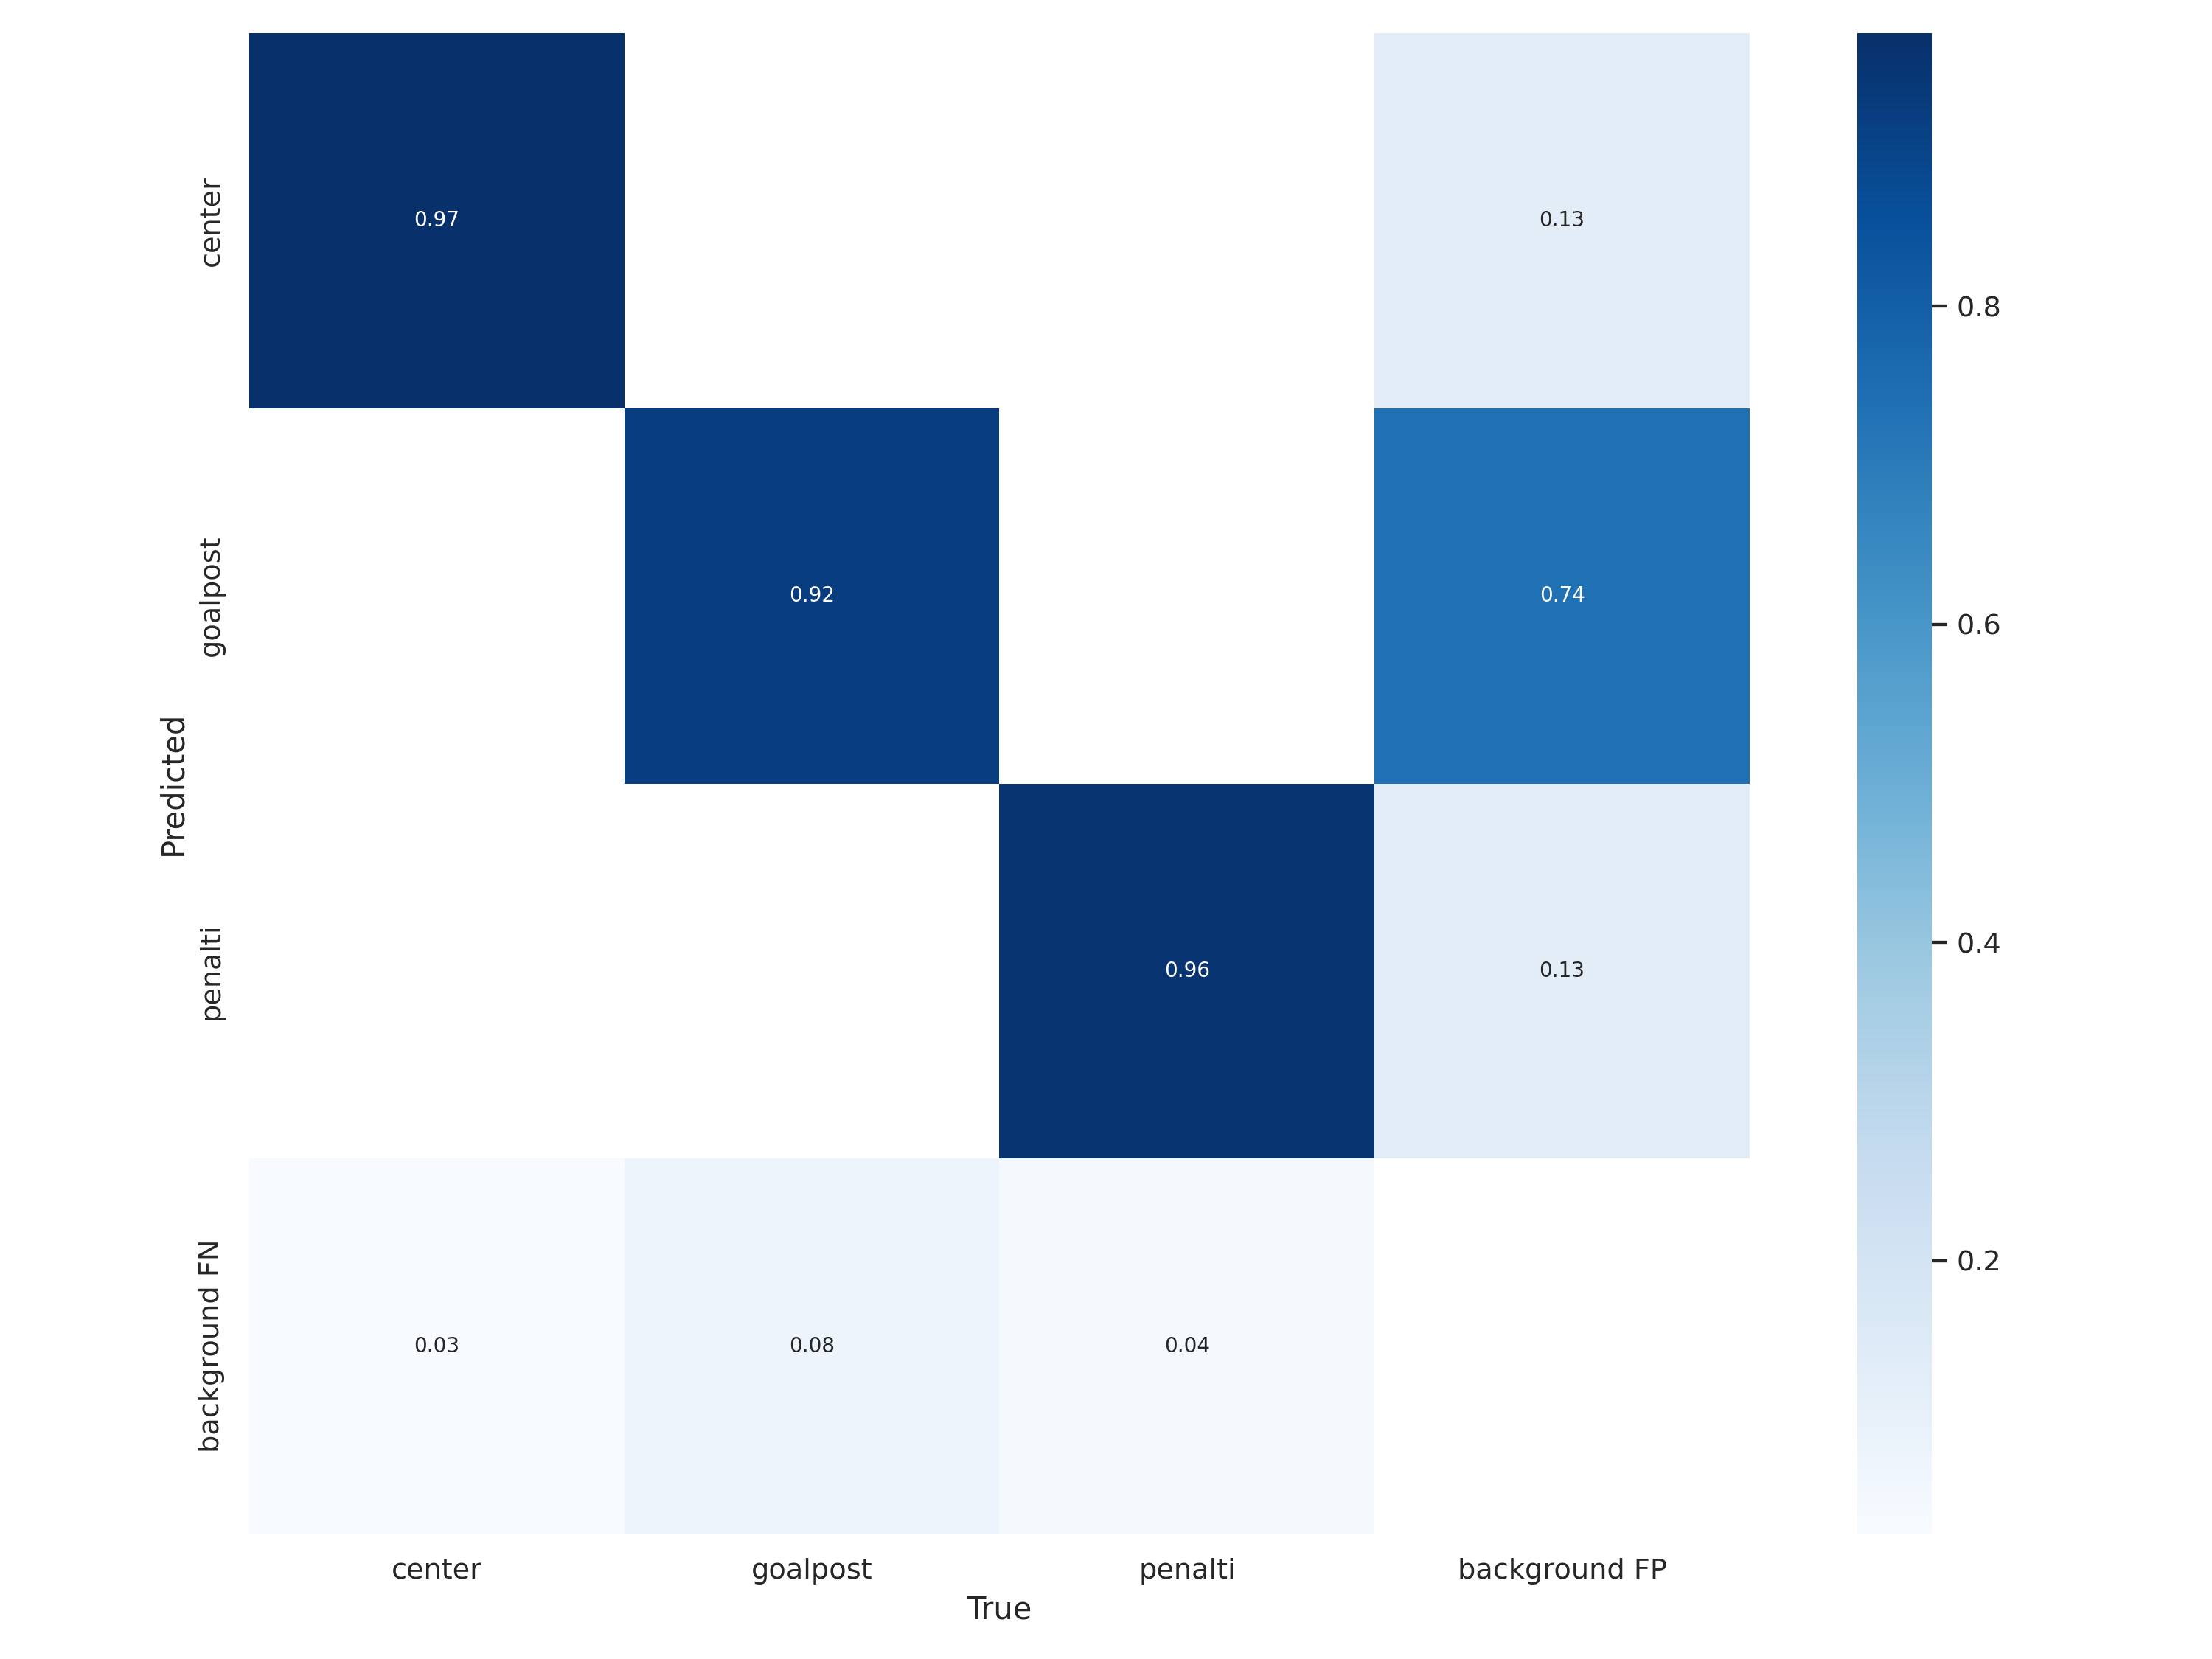 center
0.97
0.13
0.8
goalpost
0.92
0.74
0.6
Predicted
penalti
0.96
0.13
0.4
background FN
0.03
0.08
0.04
0.2
center
goalpost
penalti
background FP
True